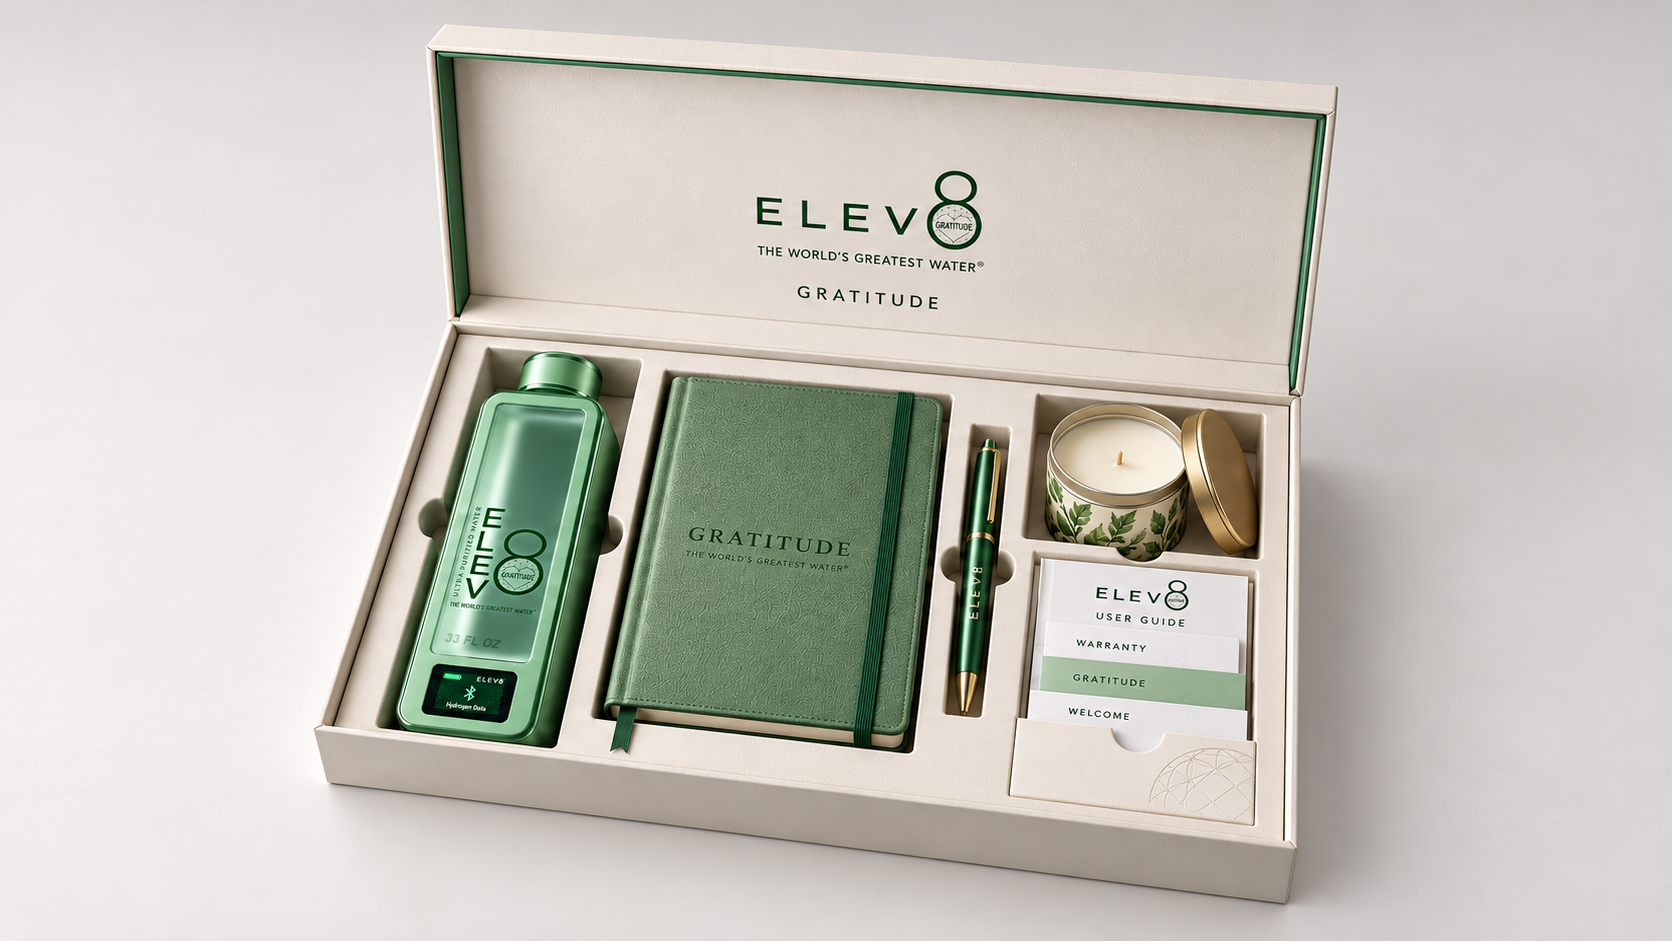 ELEV8
GRATITUDE
THE WORLD'S GREATEST WATER®
GRATITUDE
ULTRA PURIFIED WATER
ELEV8
GRATITUDE
THE WORLD'S GREATEST WATER™
33 FL OZ
ELEV8
Hydrogen Data
GRATITUDE
THE WORLD'S GREATEST WATER®
ELEV8
ELEV8
USER GUIDE
WARRANTY
GRATITUDE
WELCOME